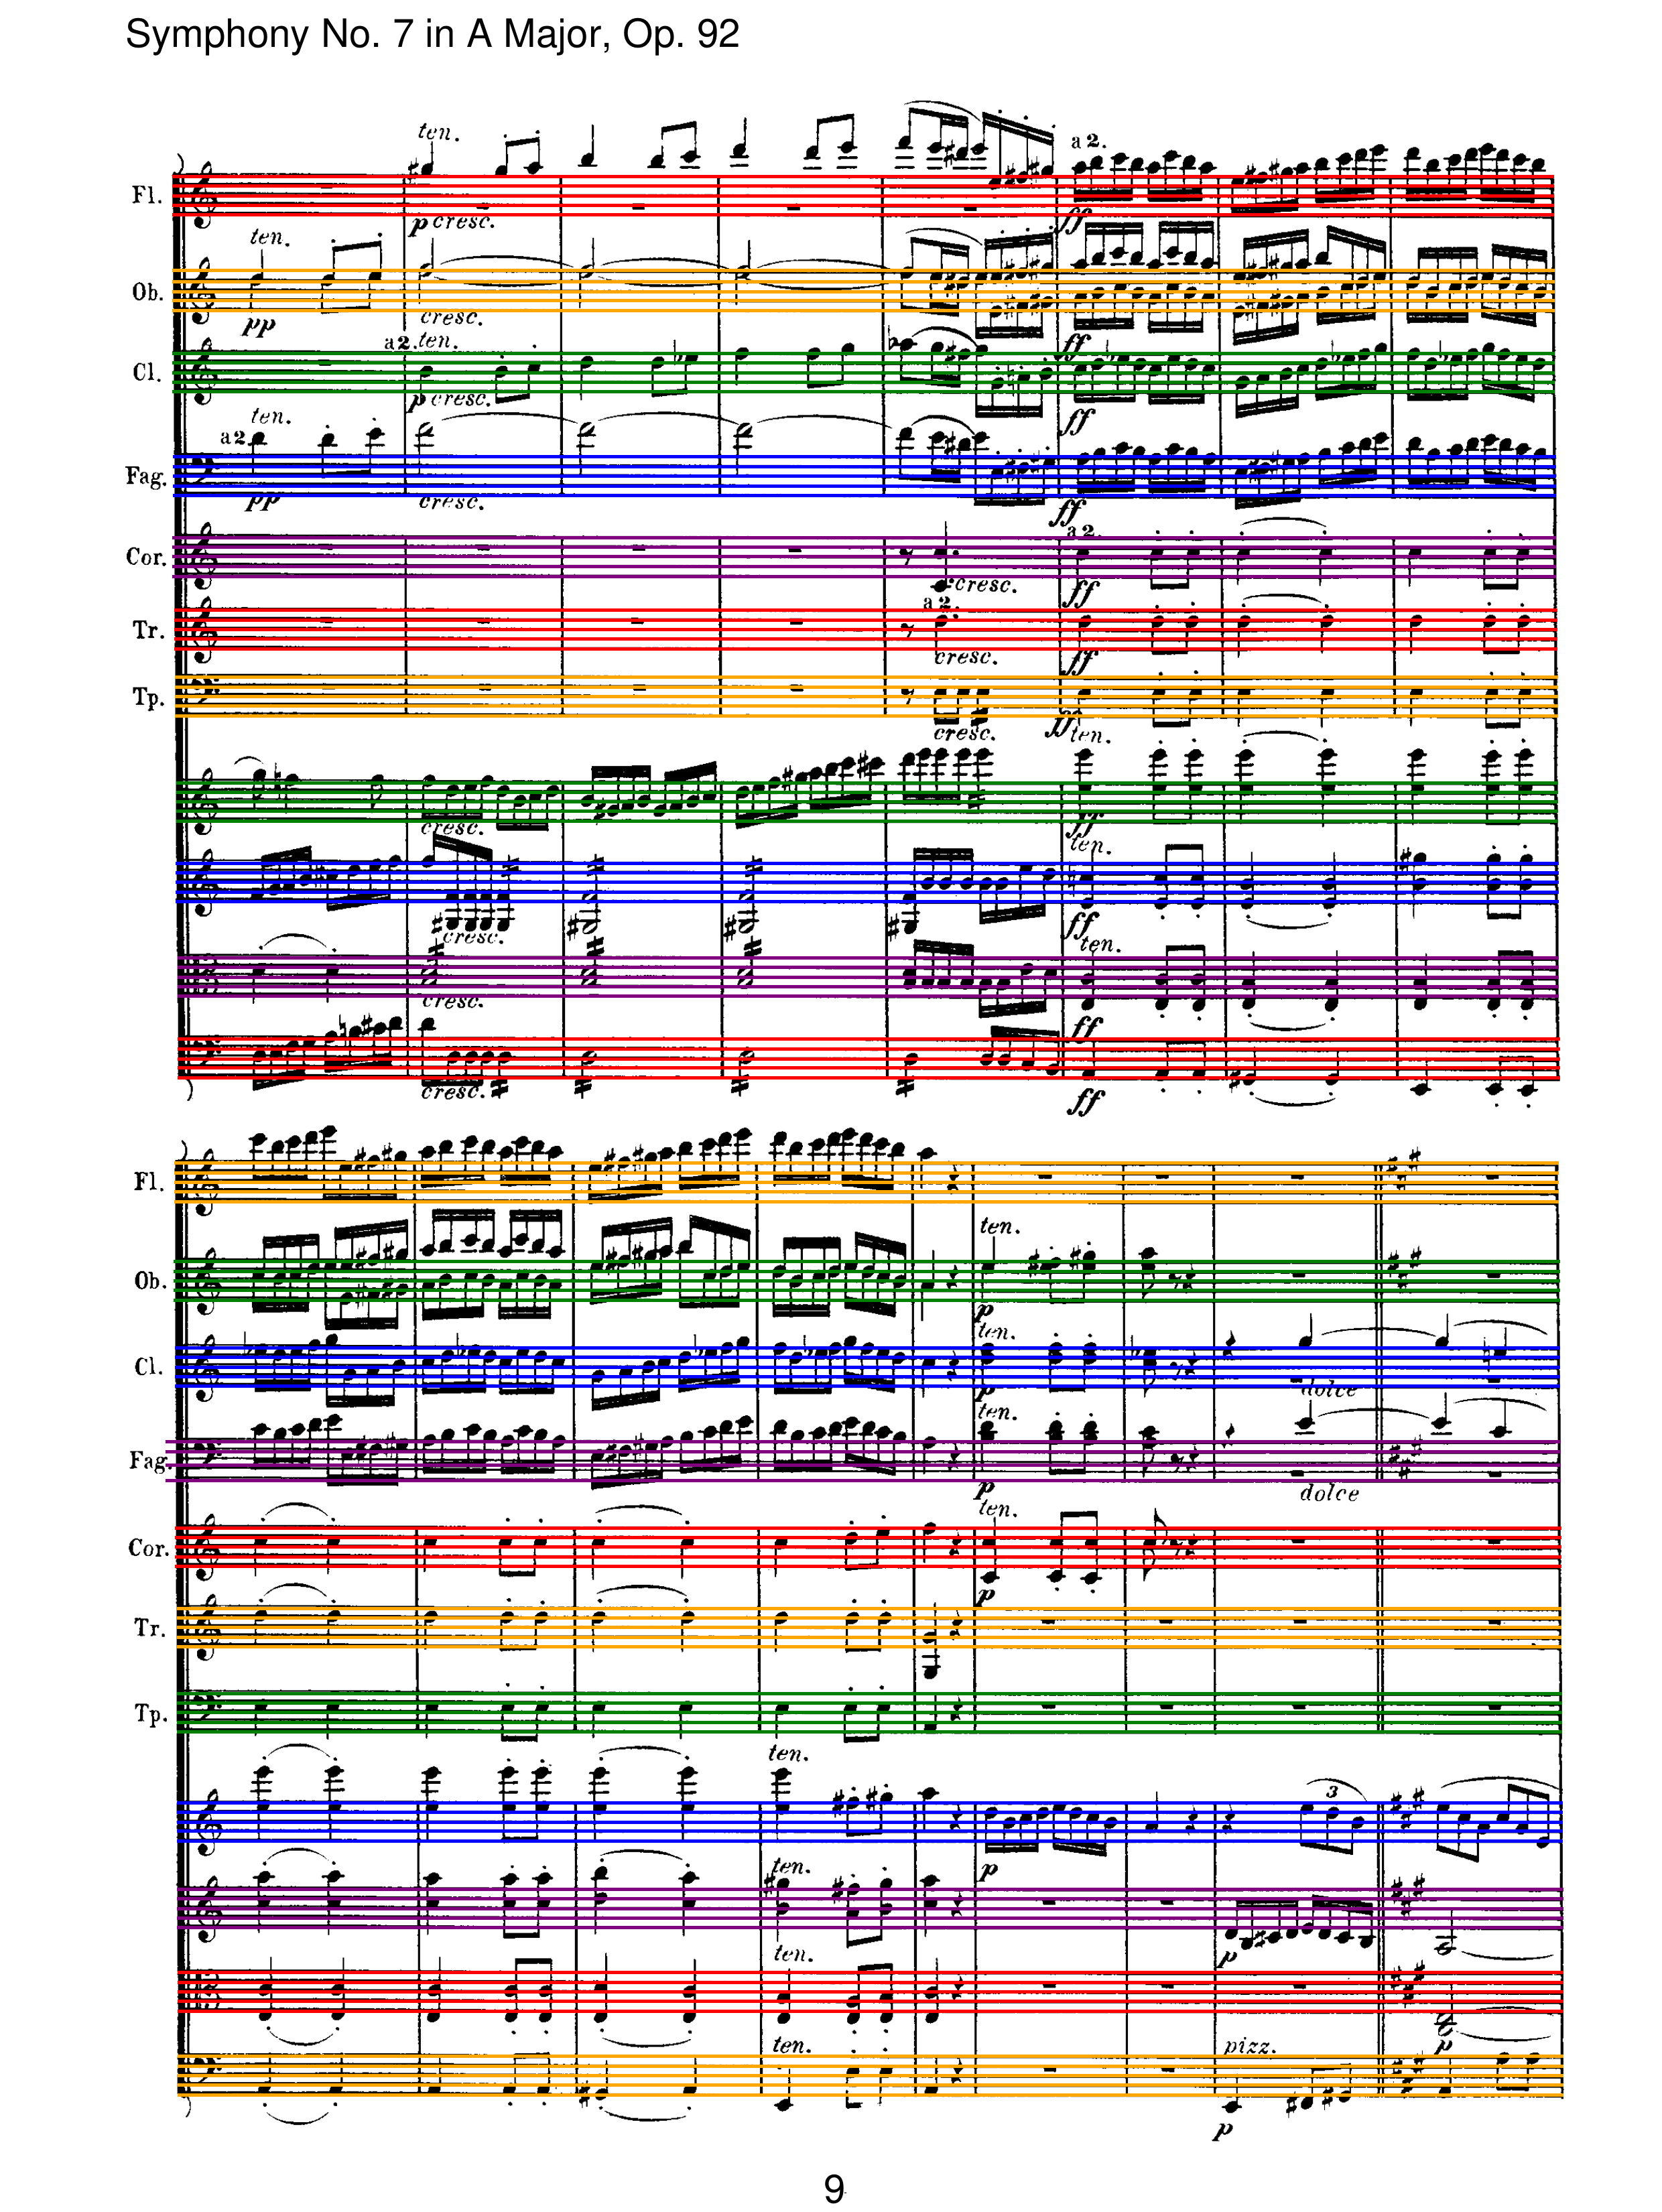 Symphony No. 7 in A Major, Op. 92
ten.
a 2.
Fl.
p cresc.
ff
ten.
Ob.
pp
cresc.
ff
a 2. ten.
Cl.
p cresc.
ff
ten.
a 2.
Fag.
pp
cresc.
ff
a 2.
Cor.
cresc.
ff
a 2.
Tr.
cresc.
ff
Tp.
cresc.
ff
ten.
cresc.
ff
ten.
cresc.
ff
ten.
cresc.
ff
cresc.
ff
Fl.
ten.
Ob.
p
ten.
Cl.
p
dolce
ten.
Fag.
p
dolce
ten.
Cor.
p
Tr.
Tp.
ten.
3
p
ten.
p
ten.
p
ten.
pizz.
p
9